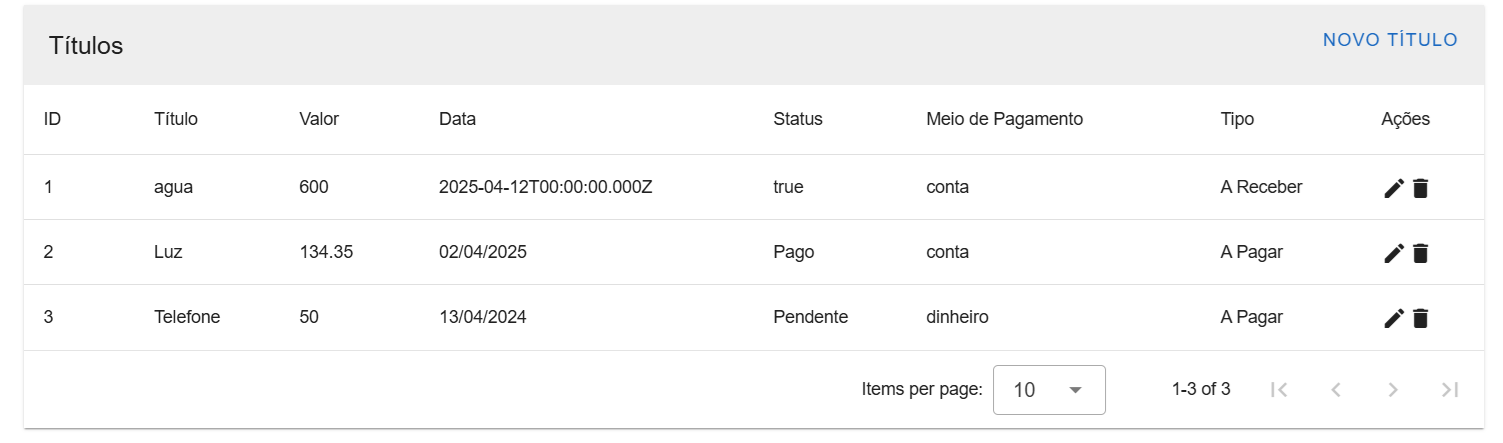 Títulos NOVO TÍTULO
ID Título Valor Data Status Meio de Pagamento Tipo Ações
1 agua 600 2025-04-12T00:00:00.000Z true conta A Receber
2 Luz 134.35 02/04/2025 Pago conta A Pagar
3 Telefone 50 13/04/2024 Pendente dinheiro A Pagar
Items per page: 10 1-3 of 3